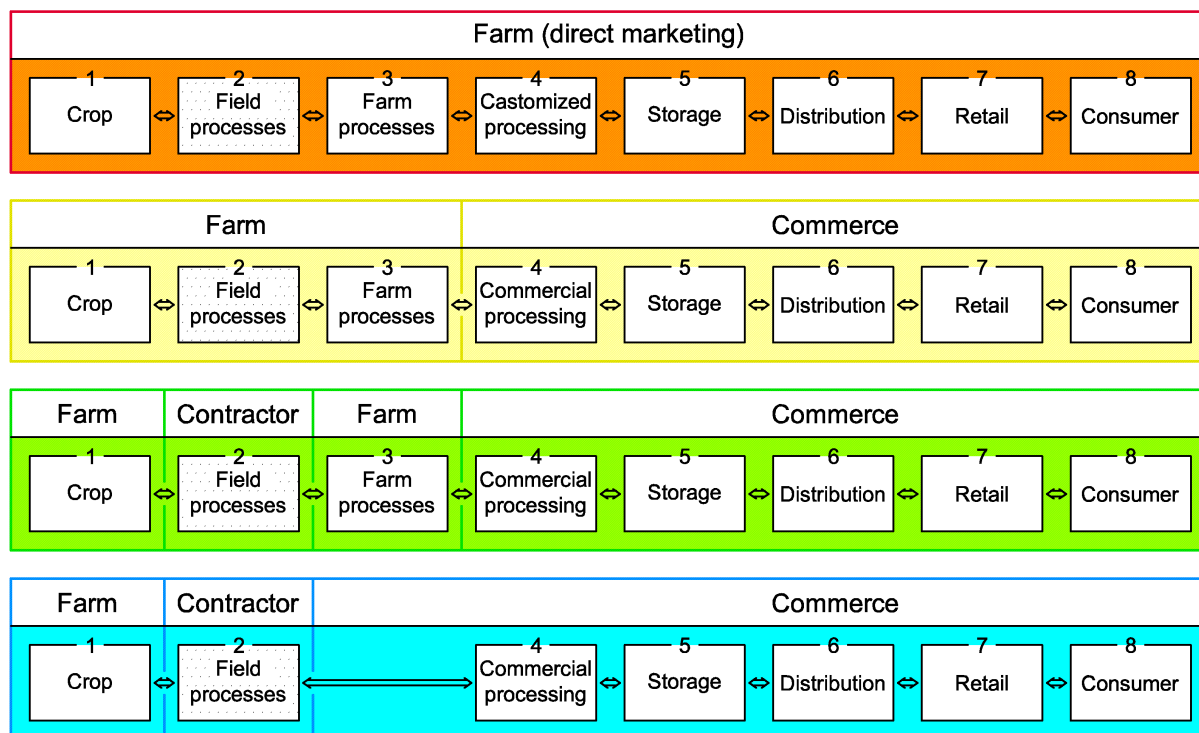 Farm (direct marketing)
1 2 3 4 5 6 7 8
Crop Field processes Farm processes Castomized processing Storage Distribution Retail Consumer
Farm Commerce
1 2 3 4 5 6 7 8
Crop Field processes Farm processes Commercial processing Storage Distribution Retail Consumer
Farm Contractor Farm Commerce
1 2 3 4 5 6 7 8
Crop Field processes Farm processes Commercial processing Storage Distribution Retail Consumer
Farm Contractor Commerce
1 2 4 5 6 7 8
Crop Field processes Commercial processing Storage Distribution Retail Consumer